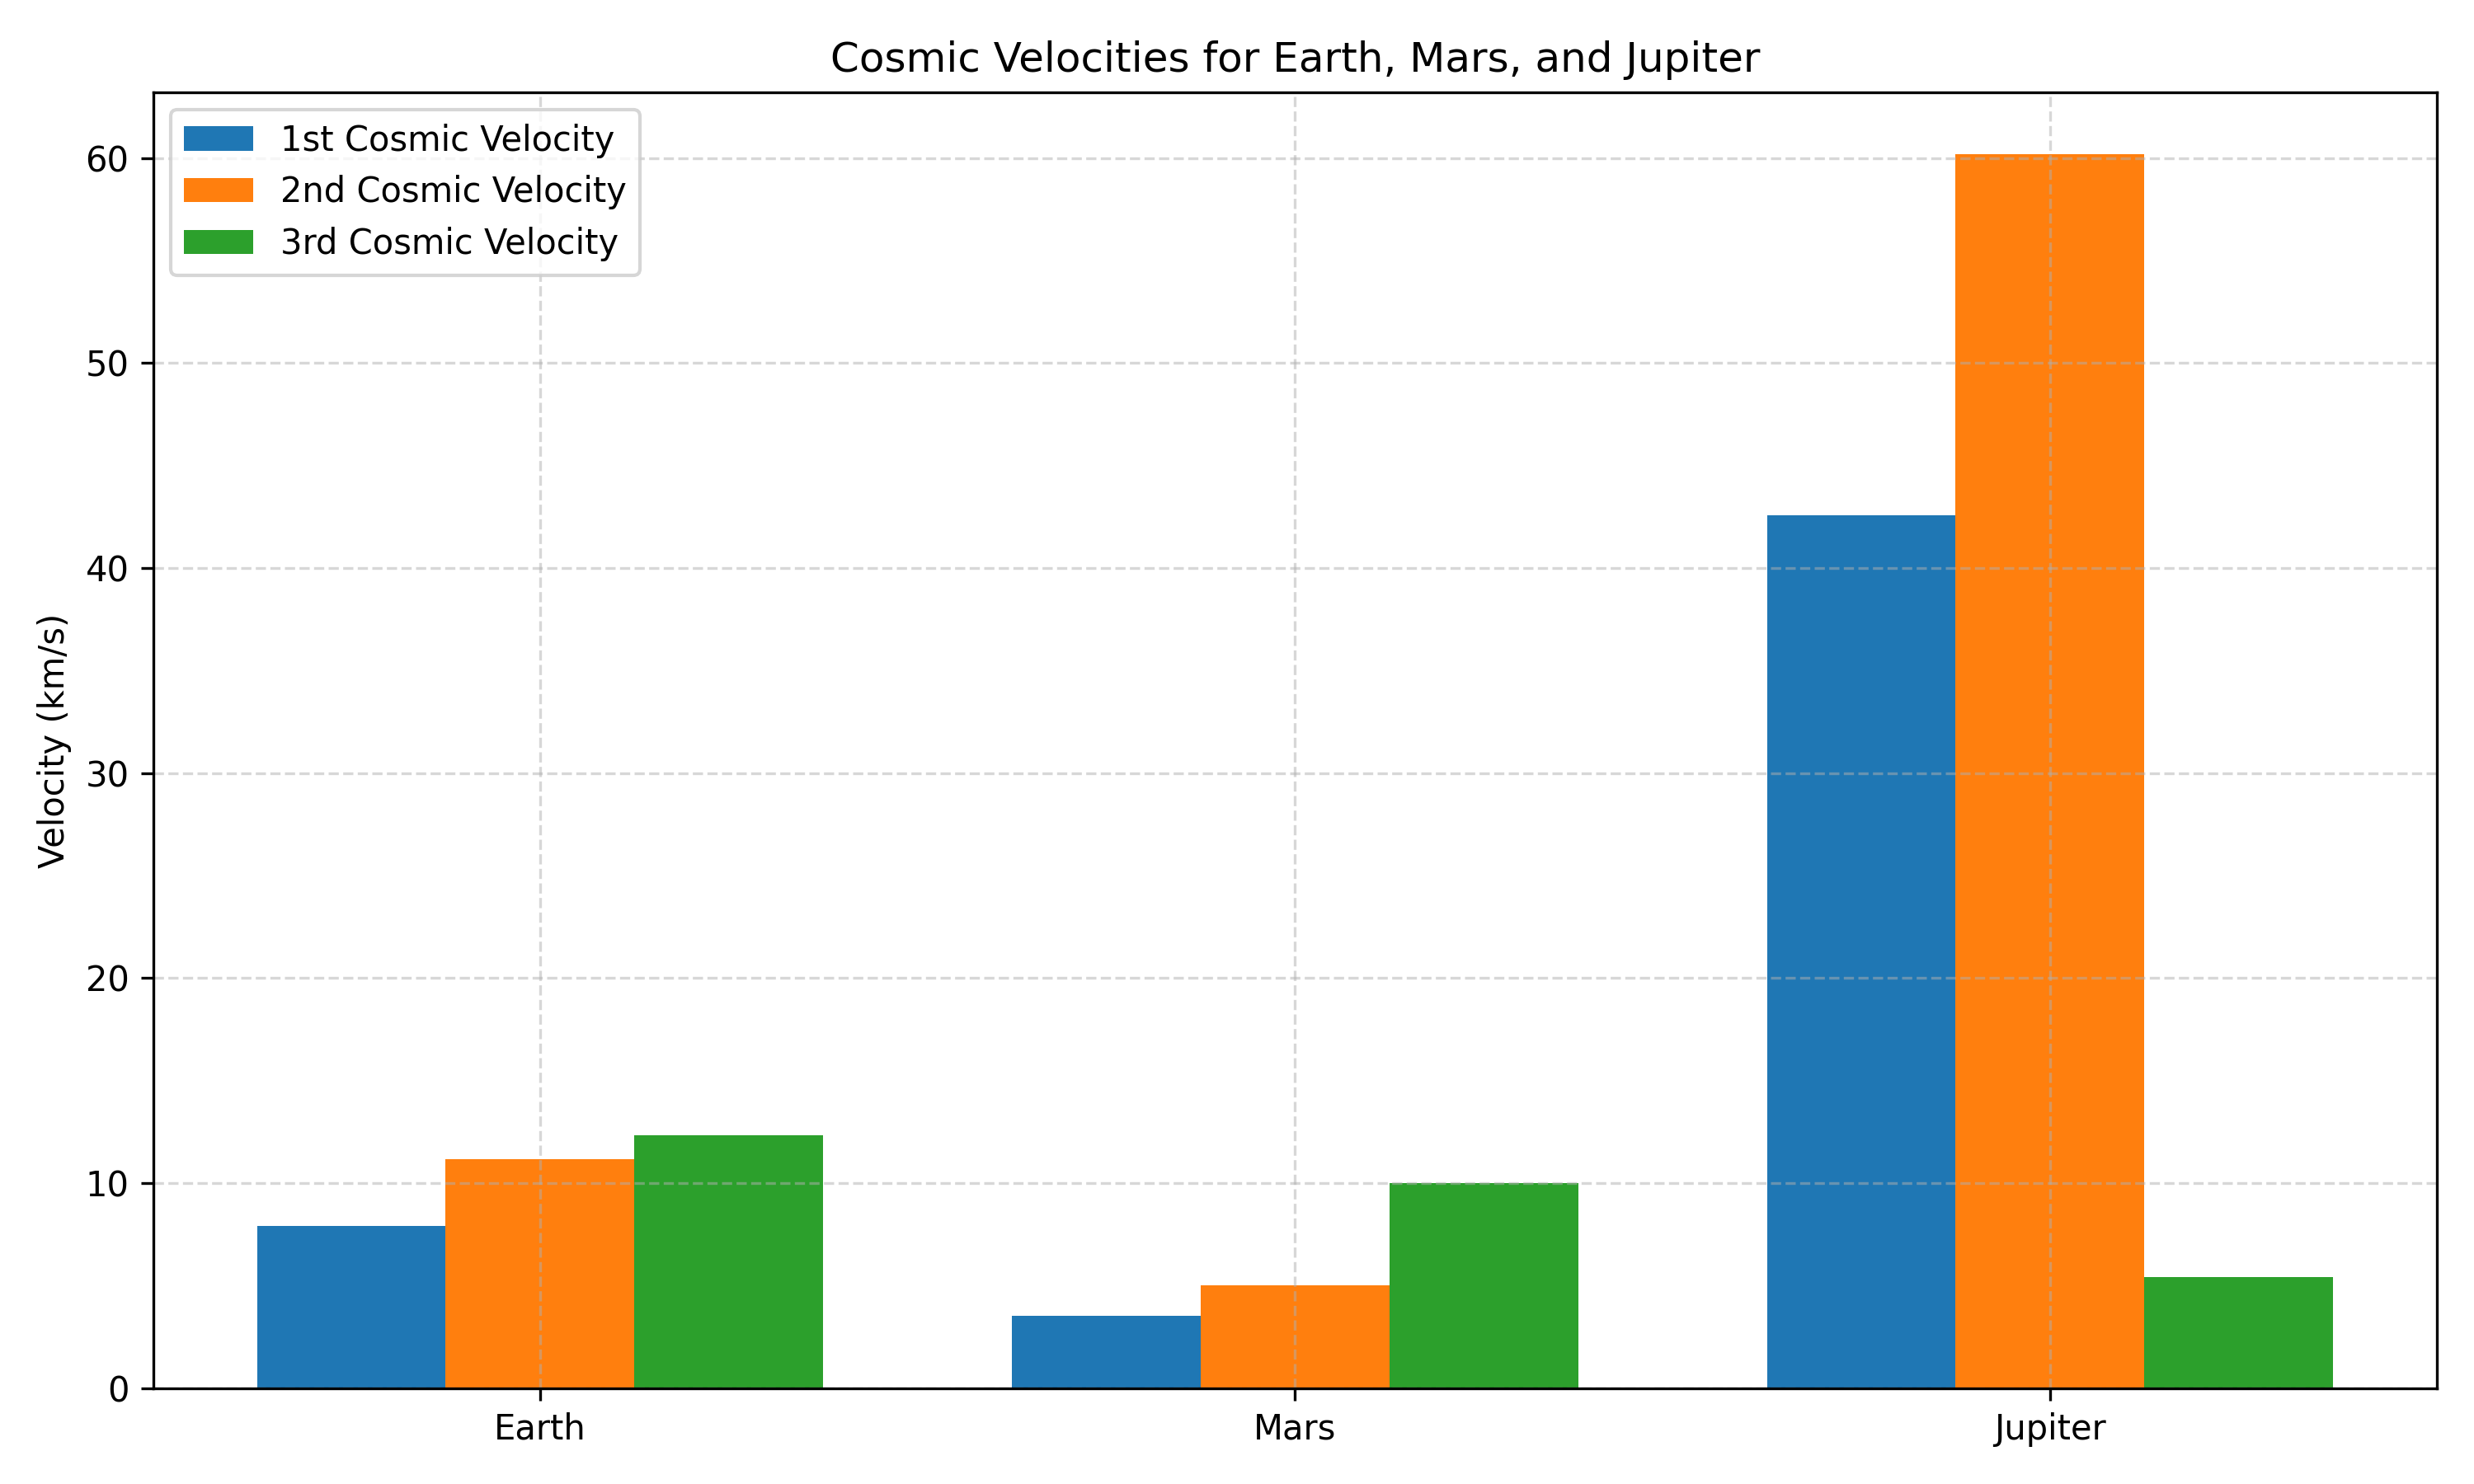 Cosmic Velocities for Earth, Mars, and Jupiter
1st Cosmic Velocity
2nd Cosmic Velocity
3rd Cosmic Velocity
Velocity (km/s)
60
50
40
30
20
10
0
Earth
Mars
Jupiter